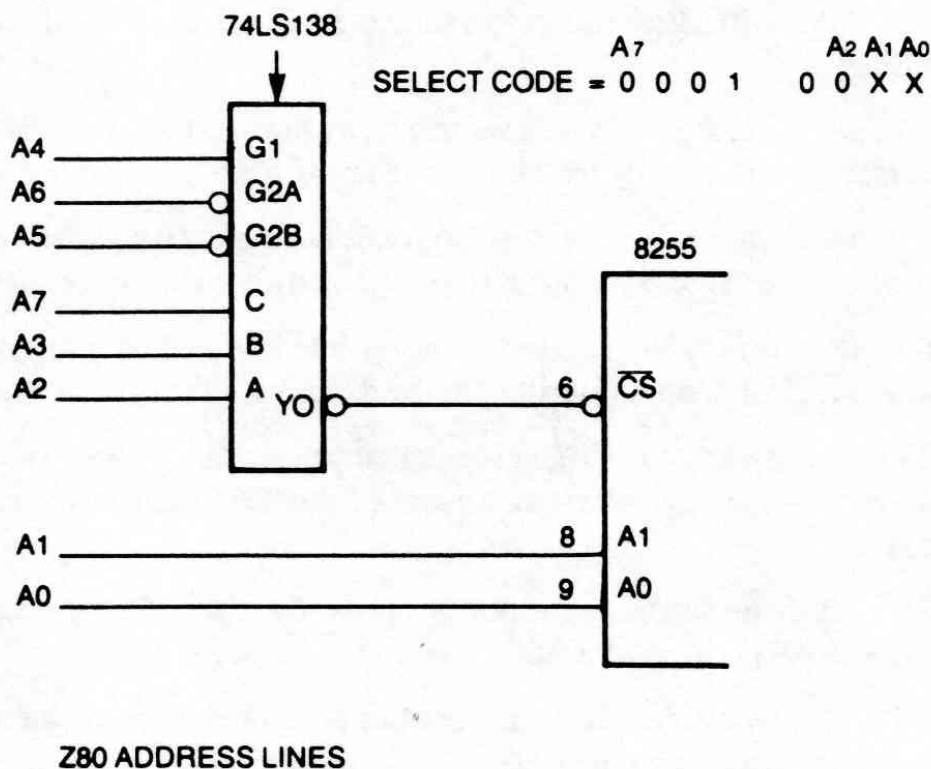 74LS138
A7 A2 A1 A0
SELECT CODE = 0 0 0 1 0 0 X X
A4 G1
A6 G2A
A5 G2B
8255
A7 C
A3 B
A2 A YO 6 CS
A1 8 A1
A0 9 A0
Z80 ADDRESS LINES